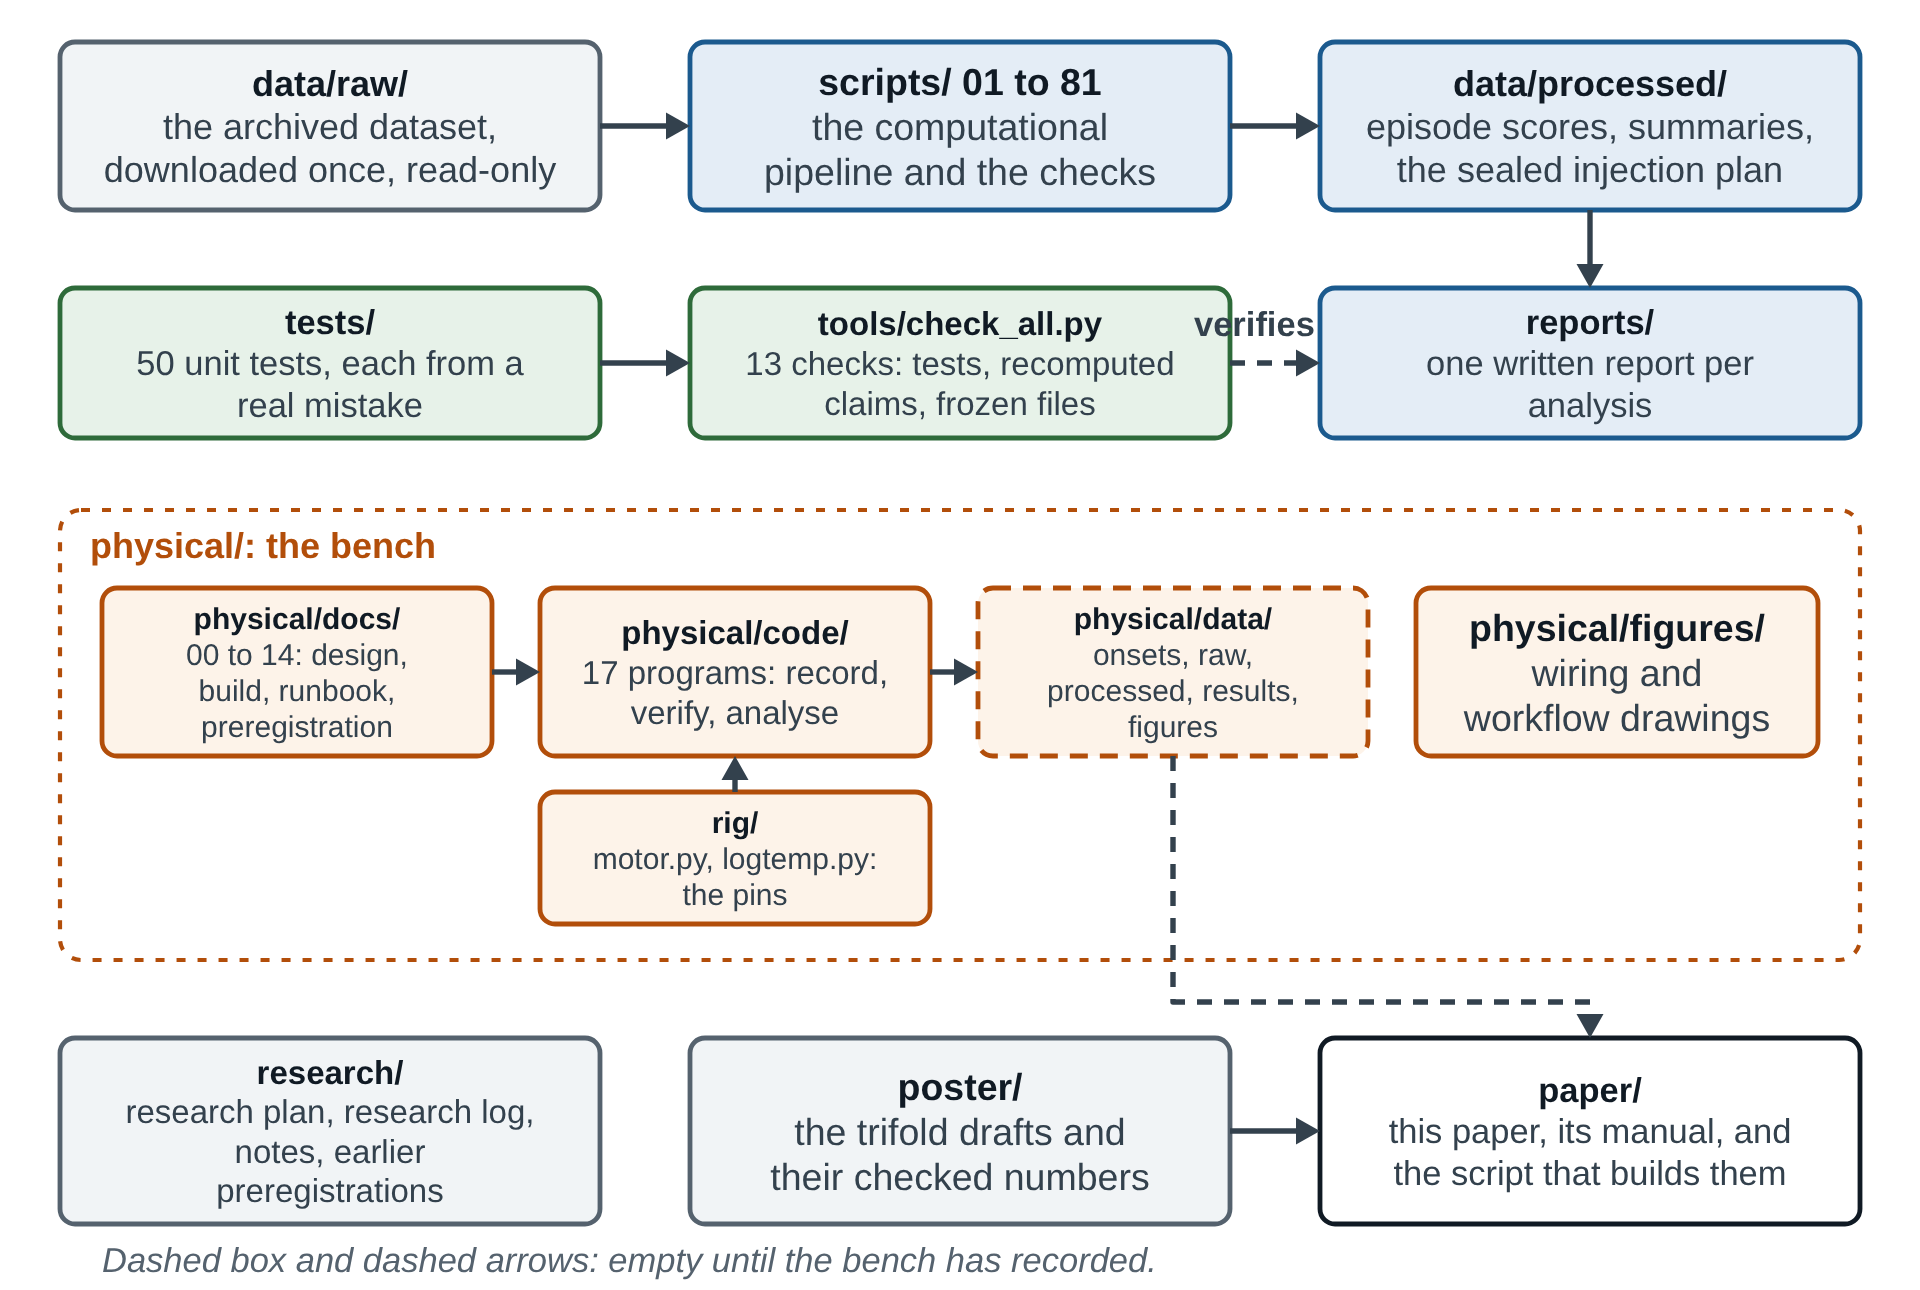 data/raw/
the archived dataset,
downloaded once, read-only
scripts/ 01 to 81
the computational
pipeline and the checks
data/processed/
episode scores, summaries,
the sealed injection plan
tests/
50 unit tests, each from a
real mistake
tools/check_all.py
13 checks: tests, recomputed
claims, frozen files
verifies
reports/
one written report per
analysis
physical/: the bench
physical/docs/
00 to 14: design,
build, runbook,
preregistration
physical/code/
17 programs: record,
verify, analyse
physical/data/
onsets, raw,
processed, results,
figures
physical/figures/
wiring and
workflow drawings
rig/
motor.py, logtemp.py:
the pins
research/
research plan, research log,
notes, earlier
preregistrations
poster/
the trifold drafts and
their checked numbers
paper/
this paper, its manual, and
the script that builds them
Dashed box and dashed arrows: empty until the bench has recorded.